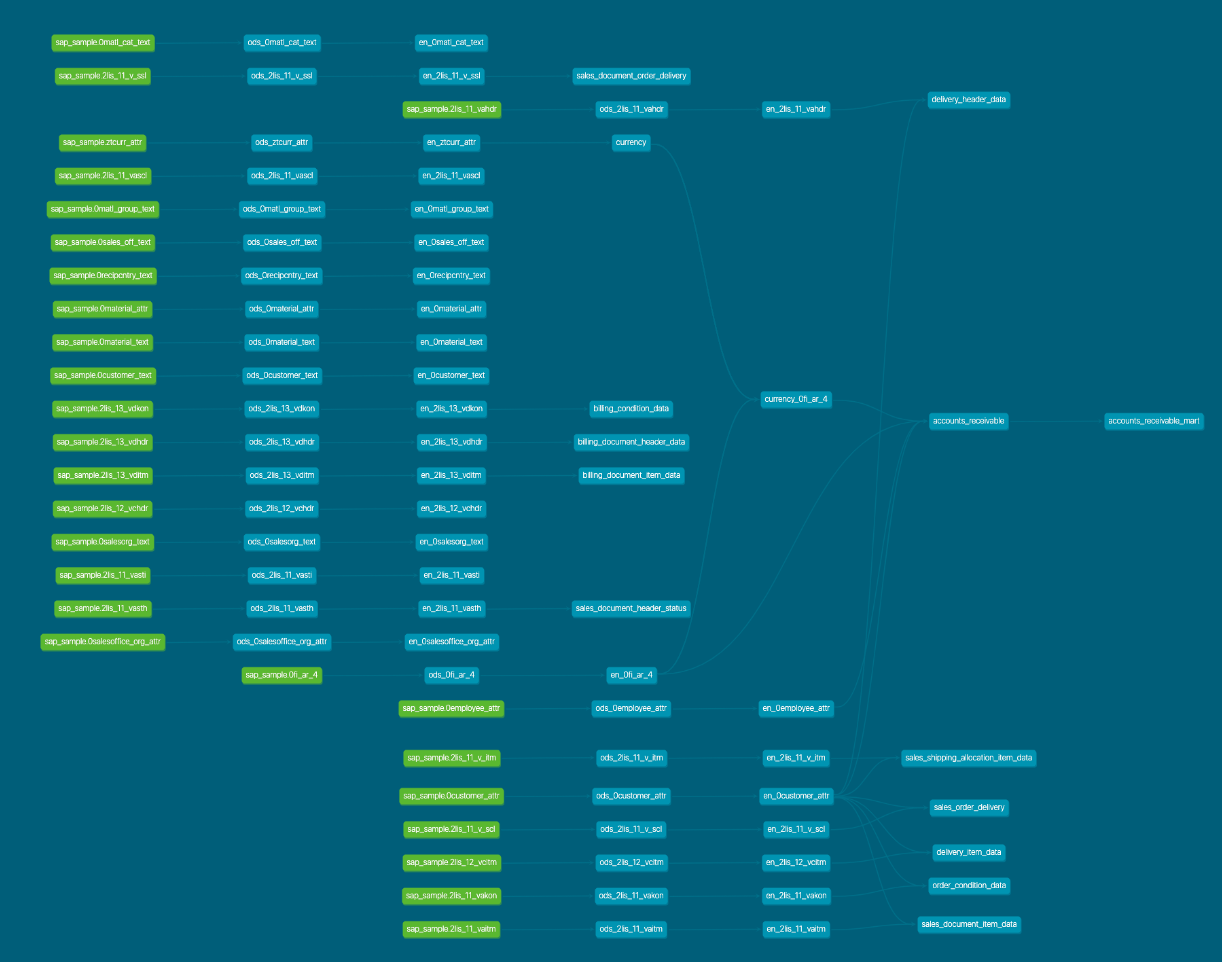 sap_sample.0matl_cat_text ods_0matl_cat_text en_0matl_cat_text
sap_sample.2lis_11_v_ssl ods_2lis_11_v_ssl en_2lis_11_v_ssl sales_document_order_delivery
delivery_header_data
sap_sample.2lis_11_vahdr ods_2lis_11_vahdr en_2lis_11_vahdr
sap_sample.ztcurr_attr ods_ztcurr_attr en_ztcurr_attr currency
sap_sample.2lis_11_vascl ods_2lis_11_vascl en_2lis_11_vascl
sap_sample.0matl_group_text ods_0matl_group_text en_0matl_group_text
sap_sample.0sales_off_text ods_0sales_off_text en_0sales_off_text
sap_sample.0recipcntry_text ods_0recipcntry_text en_0recipcntry_text
sap_sample.0material_attr ods_0material_attr en_0material_attr
sap_sample.0material_text ods_0material_text en_0material_text
sap_sample.0customer_text ods_0customer_text en_0customer_text
currency_0fi_ar_4
sap_sample.2lis_13_vdkon ods_2lis_13_vdkon en_2lis_13_vdkon billing_condition_data
accounts_receivable accounts_receivable_mart
sap_sample.2lis_13_vdhdr ods_2lis_13_vdhdr en_2lis_13_vdhdr billing_document_header_data
sap_sample.2lis_13_vditm ods_2lis_13_vditm en_2lis_13_vditm billing_document_item_data
sap_sample.2lis_12_vchdr ods_2lis_12_vchdr en_2lis_12_vchdr
sap_sample.0salesorg_text ods_0salesorg_text en_0salesorg_text
sap_sample.2lis_11_vasti ods_2lis_11_vasti en_2lis_11_vasti
sap_sample.2lis_11_vasth ods_2lis_11_vasth en_2lis_11_vasth sales_document_header_status
sap_sample.0salesoffice_org_attr ods_0salesoffice_org_attr en_0salesoffice_org_attr
sap_sample.0fi_ar_4 ods_0fi_ar_4 en_0fi_ar_4
sap_sample.0employee_attr ods_0employee_attr en_0employee_attr
sap_sample.2lis_11_v_itm ods_2lis_11_v_itm en_2lis_11_v_itm sales_shipping_allocation_item_data
sap_sample.0customer_attr ods_0customer_attr en_0customer_attr
sales_order_delivery
sap_sample.2lis_11_v_scl ods_2lis_11_v_scl en_2lis_11_v_scl
delivery_item_data
sap_sample.2lis_12_vcitm ods_2lis_12_vcitm en_2lis_12_vcitm
order_condition_data
sap_sample.2lis_11_vakon ods_2lis_11_vakon en_2lis_11_vakon
sales_document_item_data
sap_sample.2lis_11_vaitm ods_2lis_11_vaitm en_2lis_11_vaitm